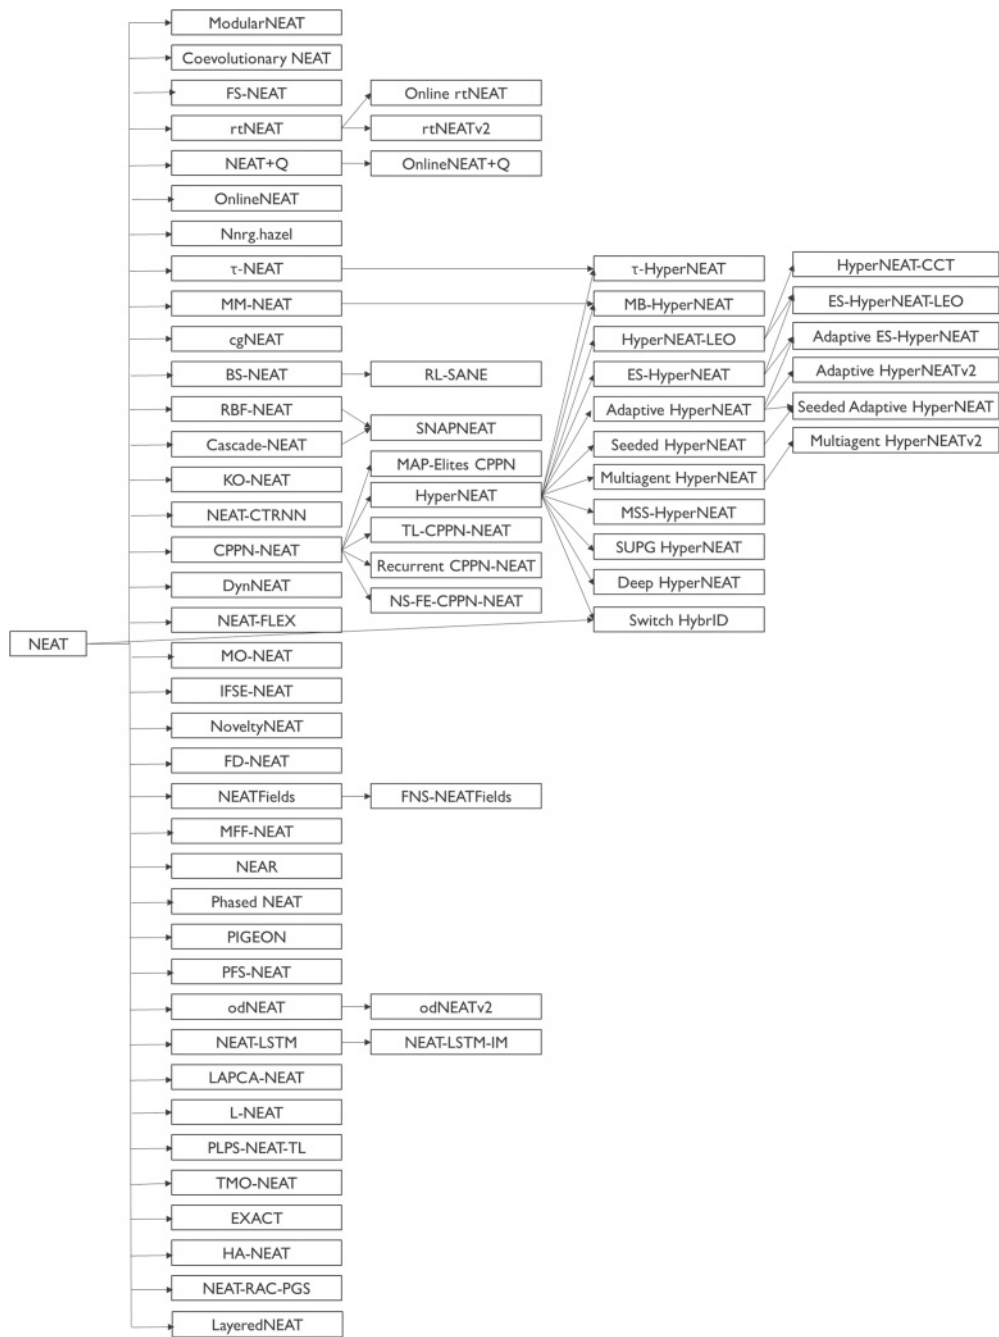 ModularNEAT
Coevolutionary NEAT
FS-NEAT
Online rtNEAT
rtNEAT
rtNEATv2
NEAT+Q
OnlineNEAT+Q
OnlineNEAT
Nnrg.hazel
τ-NEAT
τ-HyperNEAT
HyperNEAT-CCT
MM-NEAT
MB-HyperNEAT
ES-HyperNEAT-LEO
cgNEAT
HyperNEAT-LEO
Adaptive ES-HyperNEAT
BS-NEAT
RL-SANE
ES-HyperNEAT
Adaptive HyperNEATv2
RBF-NEAT
SNAPNEAT
Adaptive HyperNEAT
Seeded Adaptive HyperNEAT
Cascade-NEAT
MAP-Elites CPPN
Seeded HyperNEAT
Multiagent HyperNEATv2
KO-NEAT
HyperNEAT
Multiagent HyperNEAT
NEAT-CTRNN
TL-CPPN-NEAT
MSS-HyperNEAT
CPPN-NEAT
Recurrent CPPN-NEAT
SUPG HyperNEAT
DynNEAT
NS-FE-CPPN-NEAT
Deep HyperNEAT
NEAT-FLEX
Switch HybrID
NEAT
MO-NEAT
IFSE-NEAT
NoveltyNEAT
FD-NEAT
NEATFields
FNS-NEATFields
MFF-NEAT
NEAR
Phased NEAT
PIGEON
PFS-NEAT
odNEAT
odNEATv2
NEAT-LSTM
NEAT-LSTM-IM
LAPCA-NEAT
L-NEAT
PLPS-NEAT-TL
TMO-NEAT
EXACT
HA-NEAT
NEAT-RAC-PGS
LayeredNEAT